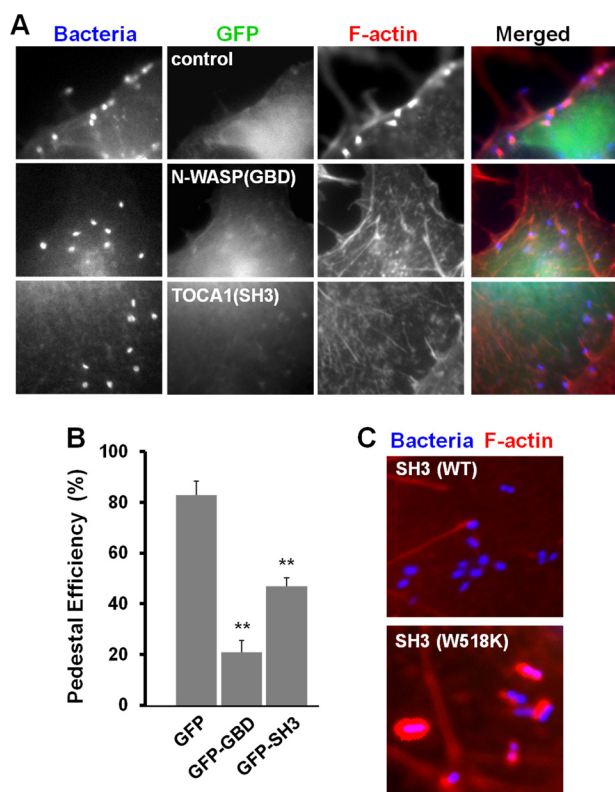 A
Bacteria GFP F-actin Merged
control
N-WASP(GBD)
TOCA1(SH3)
B
Pedestal Efficiency (%)
100
80
60
40
20
0
**
**
GFP
GFP-GBD
GFP-SH3
C
Bacteria F-actin
SH3 (WT)
SH3 (W518K)